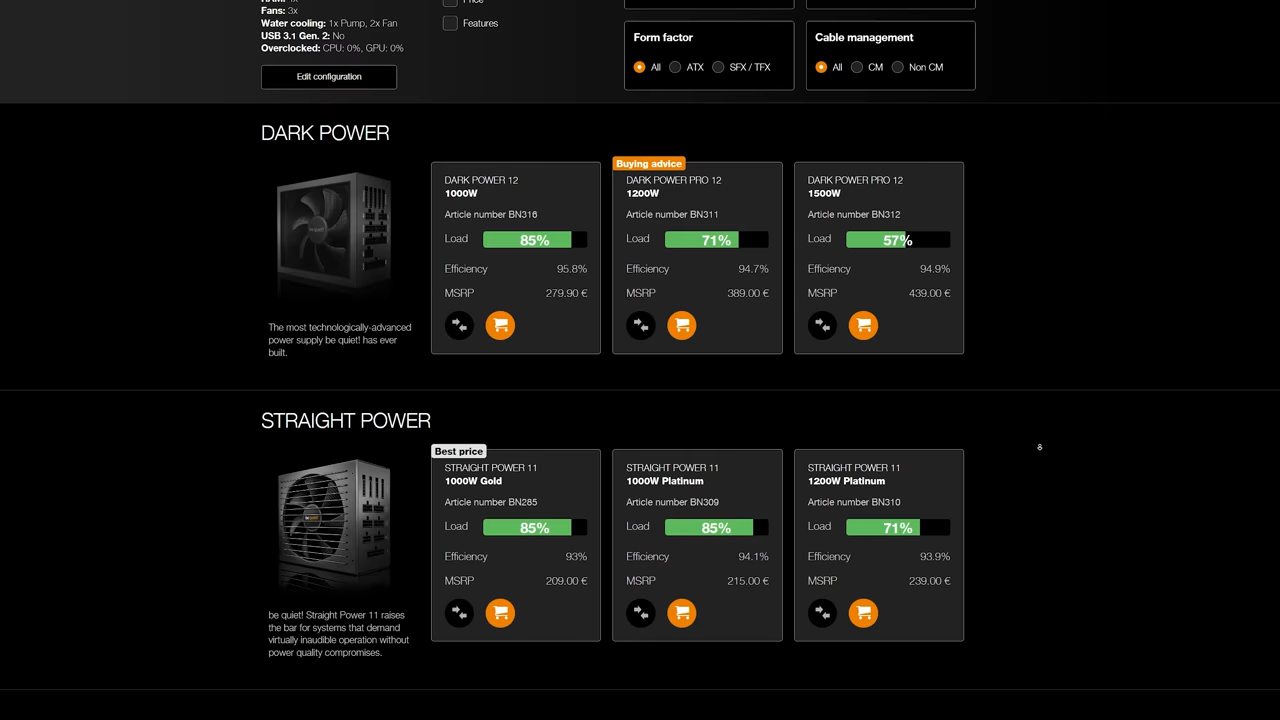 Fans: 3x
Water cooling: 1x Pump, 2x Fan
USB 3.1 Gen. 2: No
Overclocked: CPU: 0%, GPU: 0%
Edit configuration
Features
Form factor
All ATX SFX / TFX
Cable management
All CM Non CM
DARK POWER
The most technologically-advanced
power supply be quiet! has ever
built.
DARK POWER 12
1000W
Article number BN316
Load 85%
Efficiency 95.8%
MSRP 279.90 €
Buying advice
DARK POWER PRO 12
1200W
Article number BN311
Load 71%
Efficiency 94.7%
MSRP 389.00 €
DARK POWER PRO 12
1500W
Article number BN312
Load 57%
Efficiency 94.9%
MSRP 439.00 €
STRAIGHT POWER
be quiet! Straight Power 11 raises
the bar for systems that demand
virtually inaudible operation without
power quality compromises.
Best price
STRAIGHT POWER 11
1000W Gold
Article number BN285
Load 85%
Efficiency 93%
MSRP 209.00 €
STRAIGHT POWER 11
1000W Platinum
Article number BN309
Load 85%
Efficiency 94.1%
MSRP 215.00 €
STRAIGHT POWER 11
1200W Platinum
Article number BN310
Load 71%
Efficiency 93.9%
MSRP 239.00 €